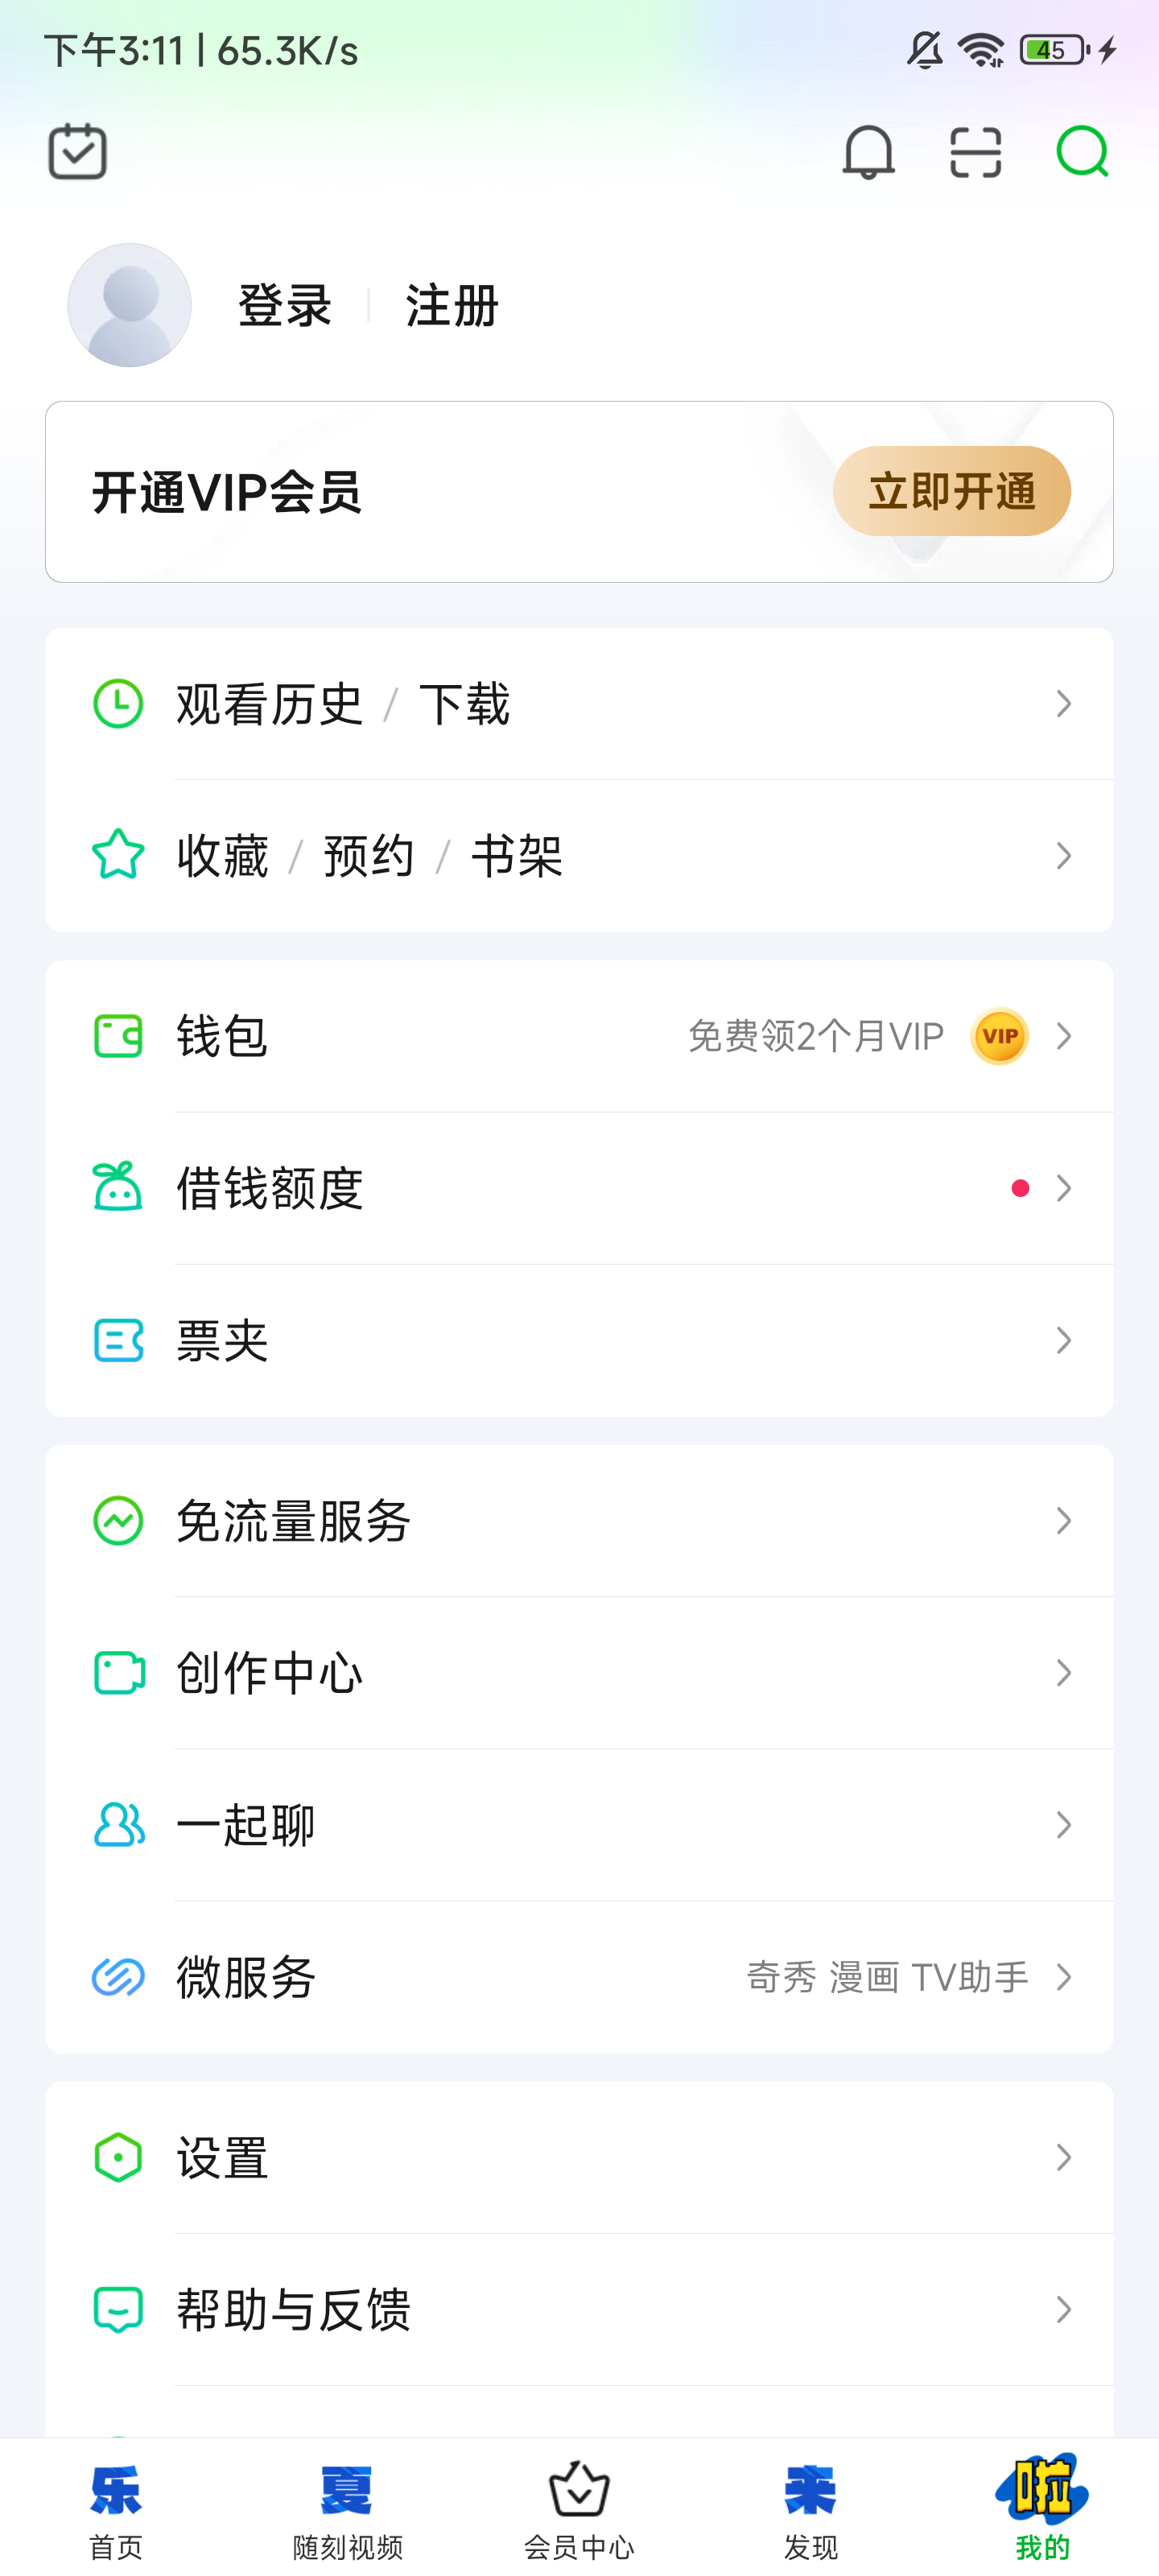 下午3:11 | 65.3K/s 45
登录 注册
开通VIP会员 立即开通
观看历史 / 下载
收藏 / 预约 / 书架
钱包 免费领2个月VIP VIP
借钱额度
票夹
免流量服务
创作中心
一起聊
微服务 奇秀 漫画 TV助手
设置
帮助与反馈
乐 夏 来 啦
首页 随刻视频 会员中心 发现 我的